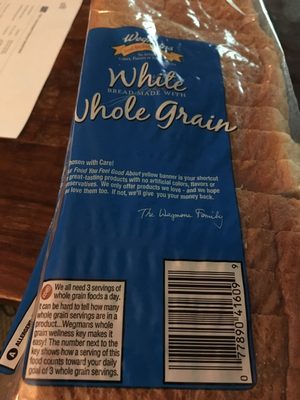 Wegmans
White
BREAD MADE WITH
Whole Grain
hosen with Care!
r Food You Feel Good About yellow banner is your shortcut
great-tasting products with no artificial colors, flavors or
eservatives. We only offer products we love - and we hope
u love them too. If not, we'll give you your money back.
The Wegmans Family
We all need 3 servings of
whole grain foods a day.
It can be hard to tell how many
whole grain servings are in a
product...Wegmans whole
grain wellness key makes it
easy! The number next to the
key shows how a serving of this
food counts toward your daily
goal of 3 whole grain servings.
0 77890 41609 9